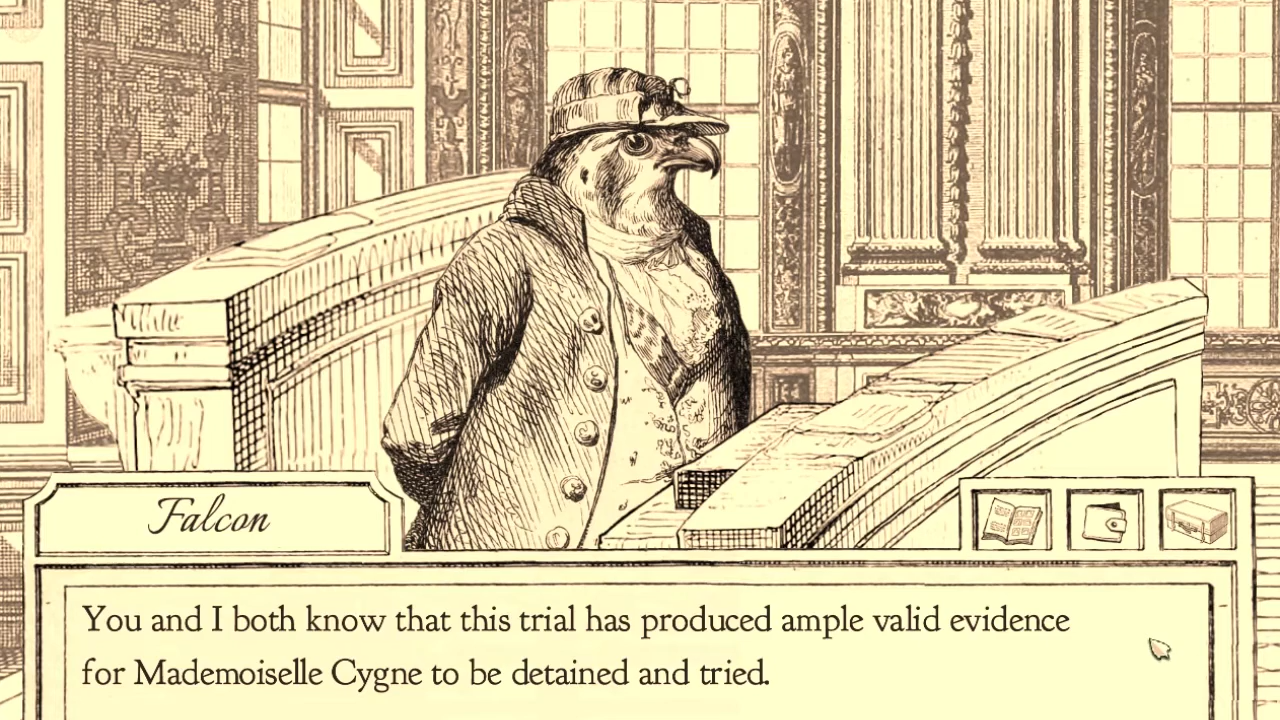 Falcon
You and I both know that this trial has produced ample valid evidence
for Mademoiselle Cygne to be detained and tried.